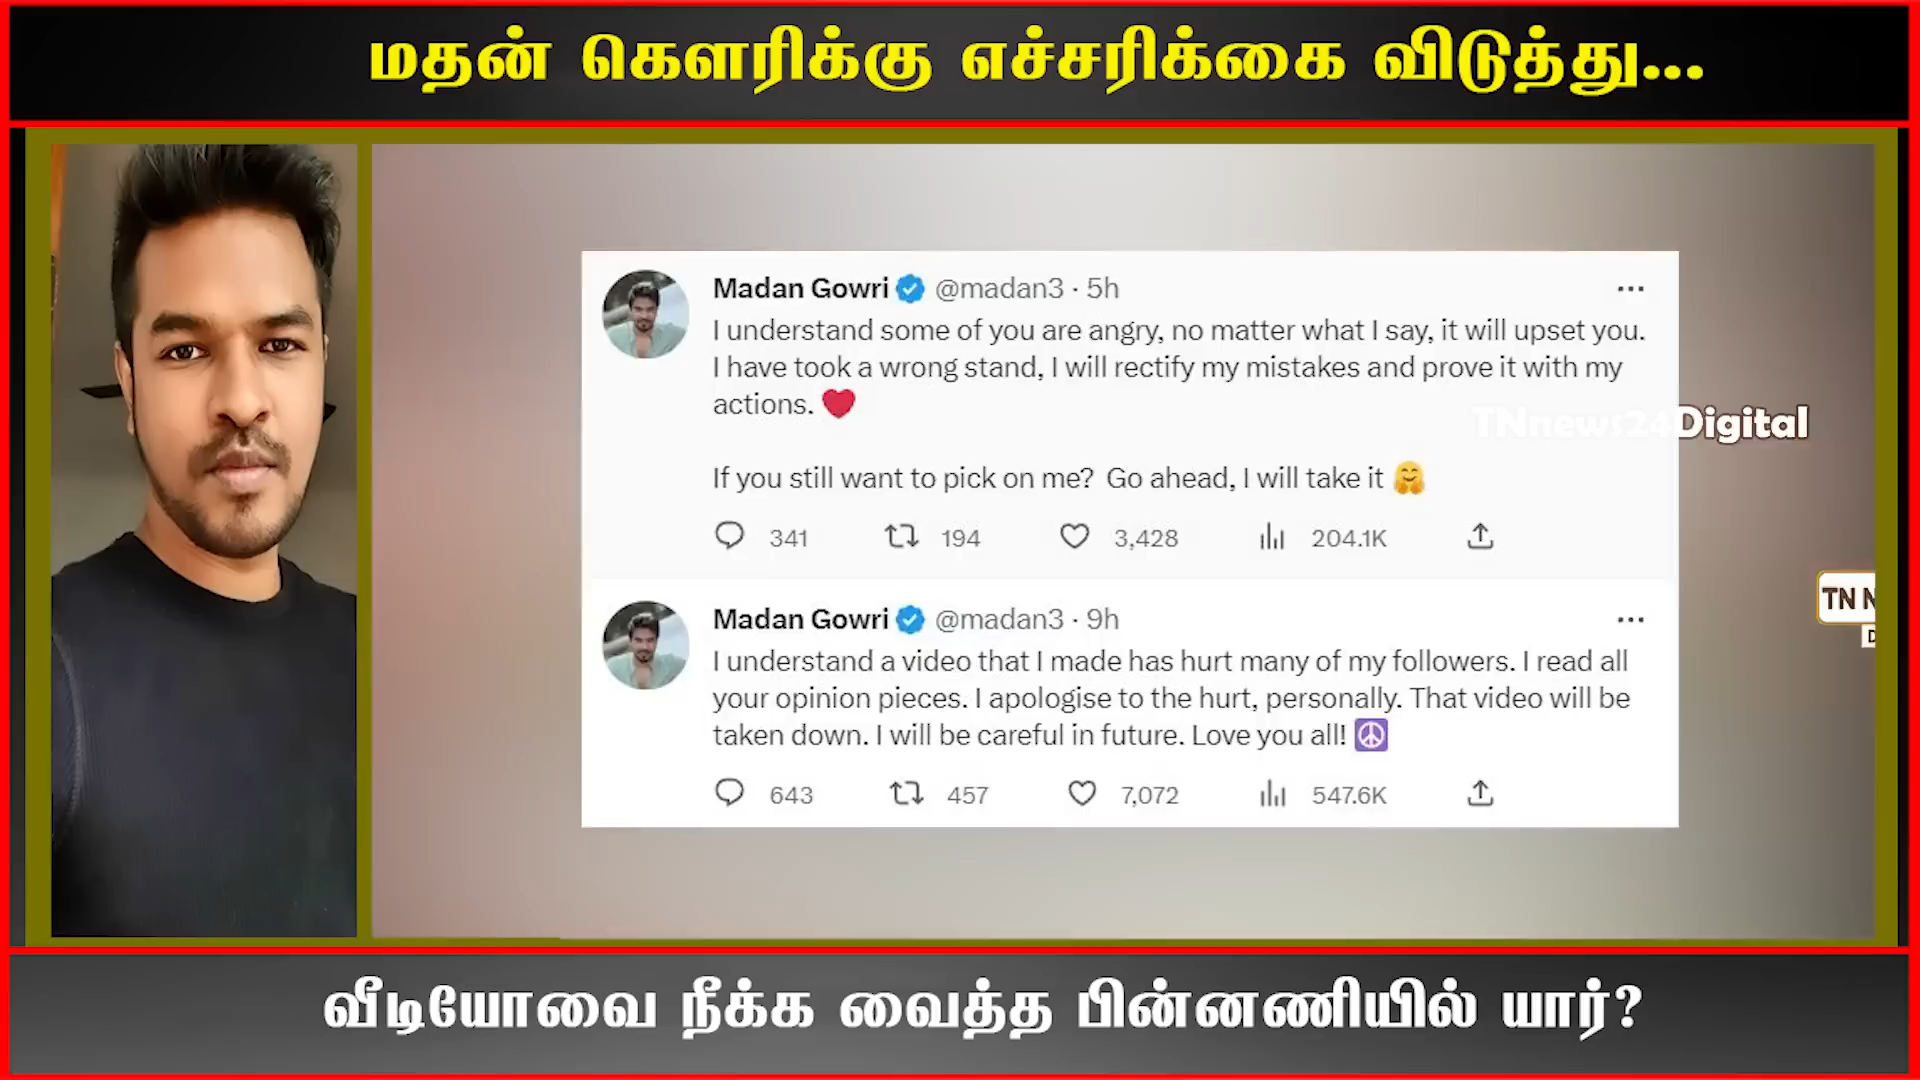 மதன் கௌரிக்கு எச்சரிக்கை விடுத்து...
Madan Gowri @madan3 · 5h
I understand some of you are angry, no matter what I say, it will upset you.
I have took a wrong stand, I will rectify my mistakes and prove it with my
actions. ❤️
If you still want to pick on me? Go ahead, I will take it 🤗
341 194 3,428 204.1K
TNnews24Digital
TN N
D
Madan Gowri @madan3 · 9h
I understand a video that I made has hurt many of my followers. I read all
your opinion pieces. I apologise to the hurt, personally. That video will be
taken down. I will be careful in future. Love you all! ☮️
643 457 7,072 547.6K
வீடியோவை நீக்க வைத்த பின்னணியில் யார்?